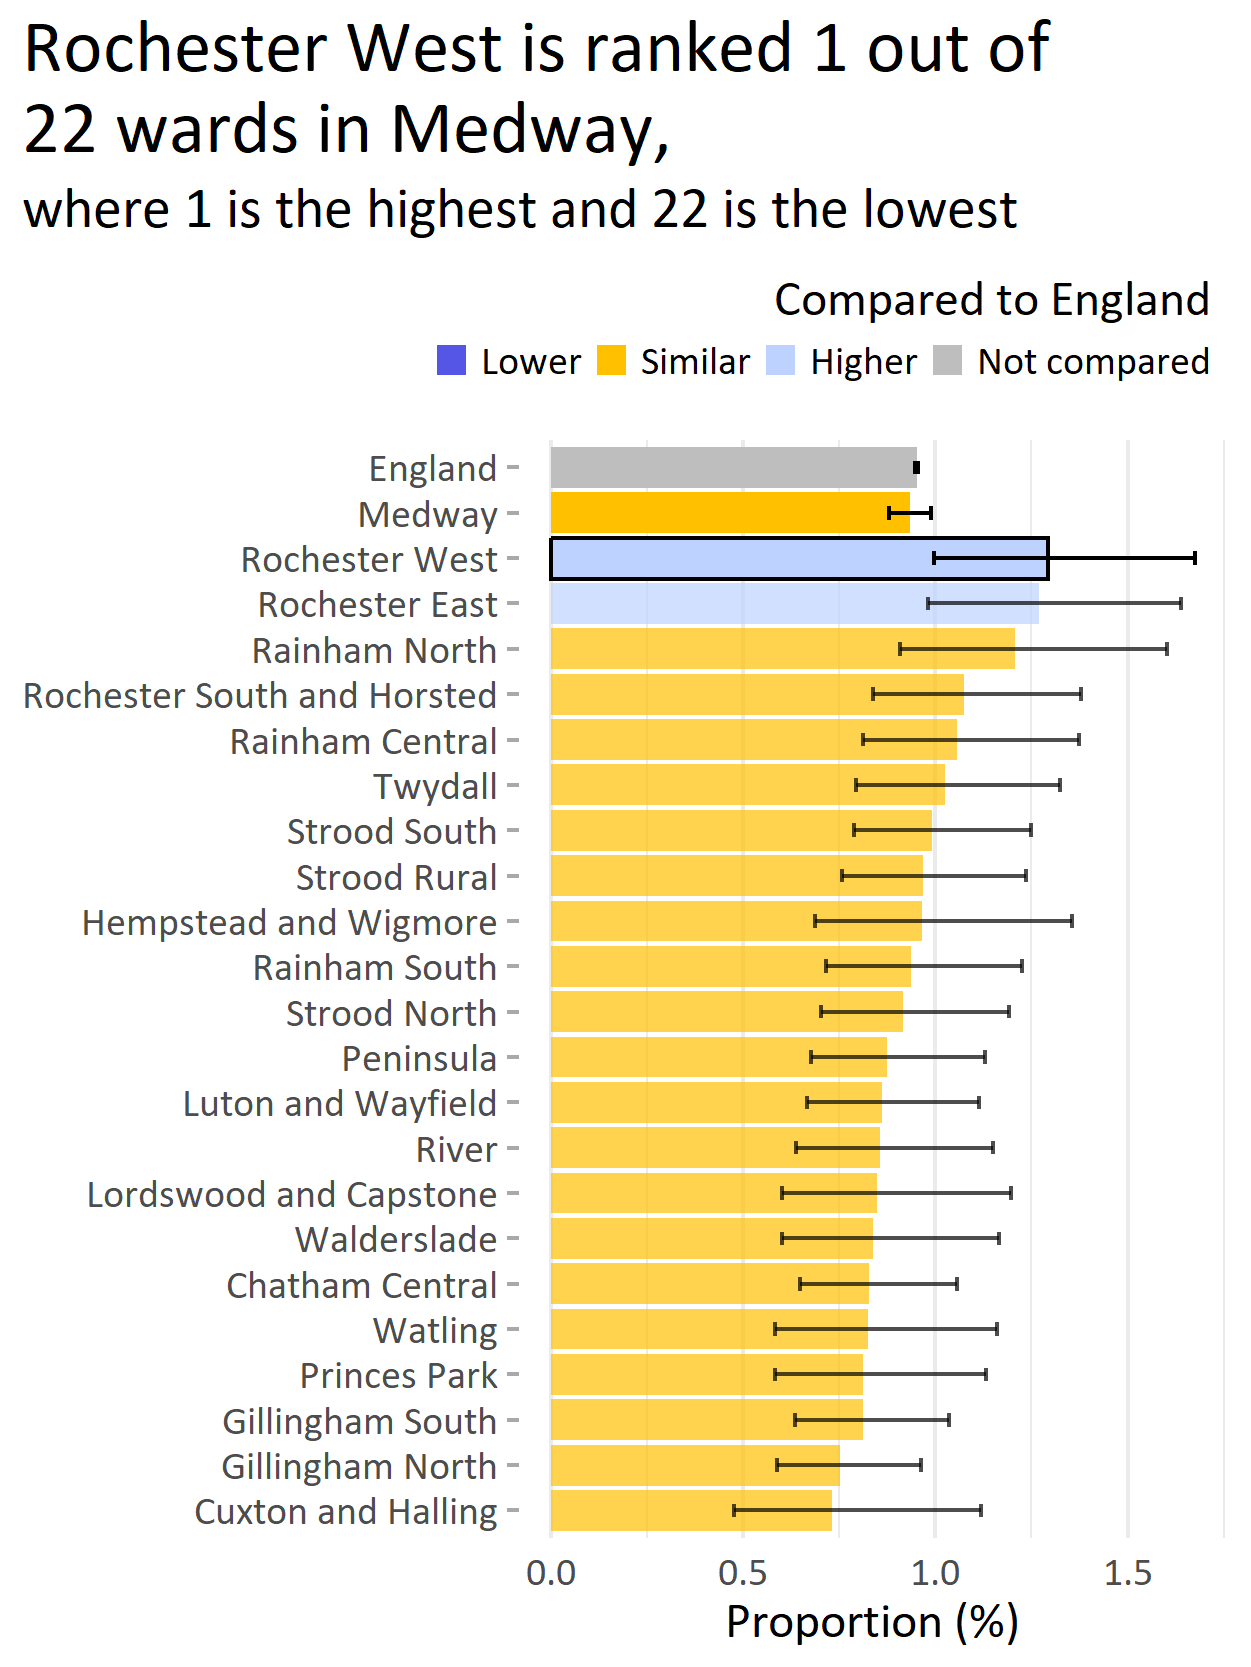 Rochester West is ranked 1 out of
22 wards in Medway,
where 1 is the highest and 22 is the lowest
Compared to England
Lower Similar Higher Not compared
England
Medway
Rochester West
Rochester East
Rainham North
Rochester South and Horsted
Rainham Central
Twydall
Strood South
Strood Rural
Hempstead and Wigmore
Rainham South
Strood North
Peninsula
Luton and Wayfield
River
Lordswood and Capstone
Walderslade
Chatham Central
Watling
Princes Park
Gillingham South
Gillingham North
Cuxton and Halling
0.0 0.5 1.0 1.5
Proportion (%)